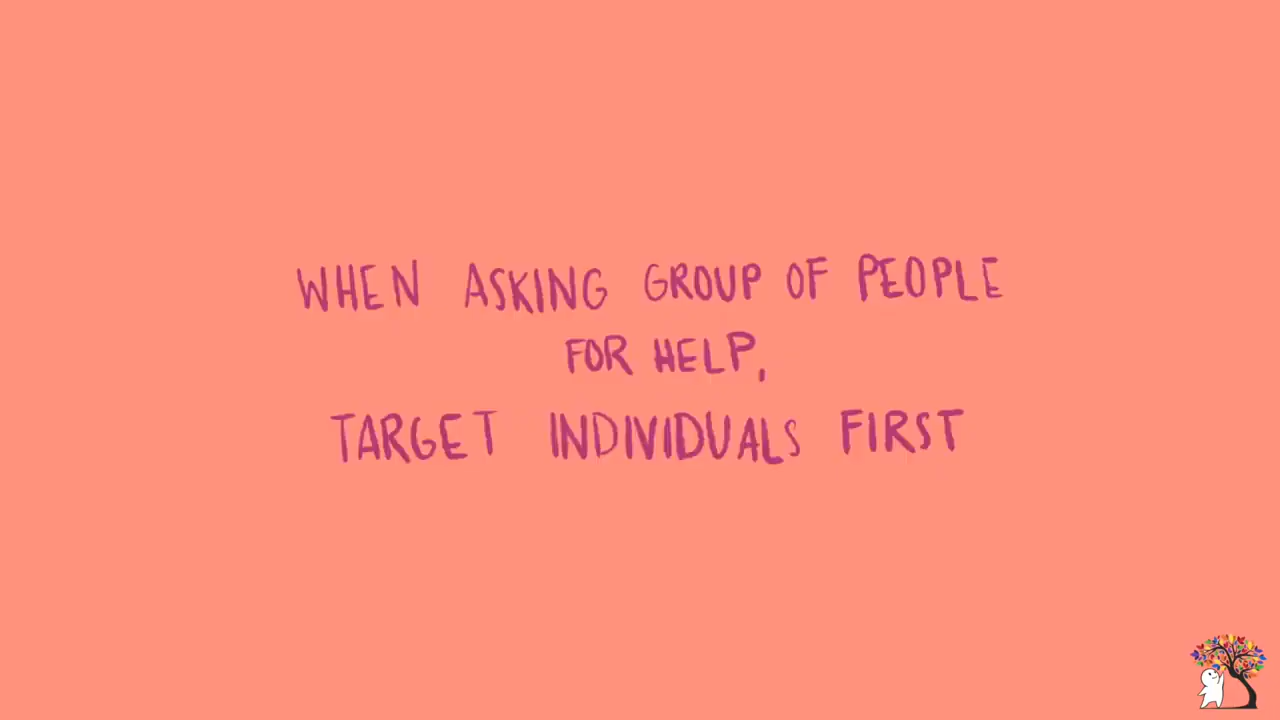 WHEN ASKING GROUP OF PEOPLE
FOR HELP,
TARGET INDIVIDUALS FIRST